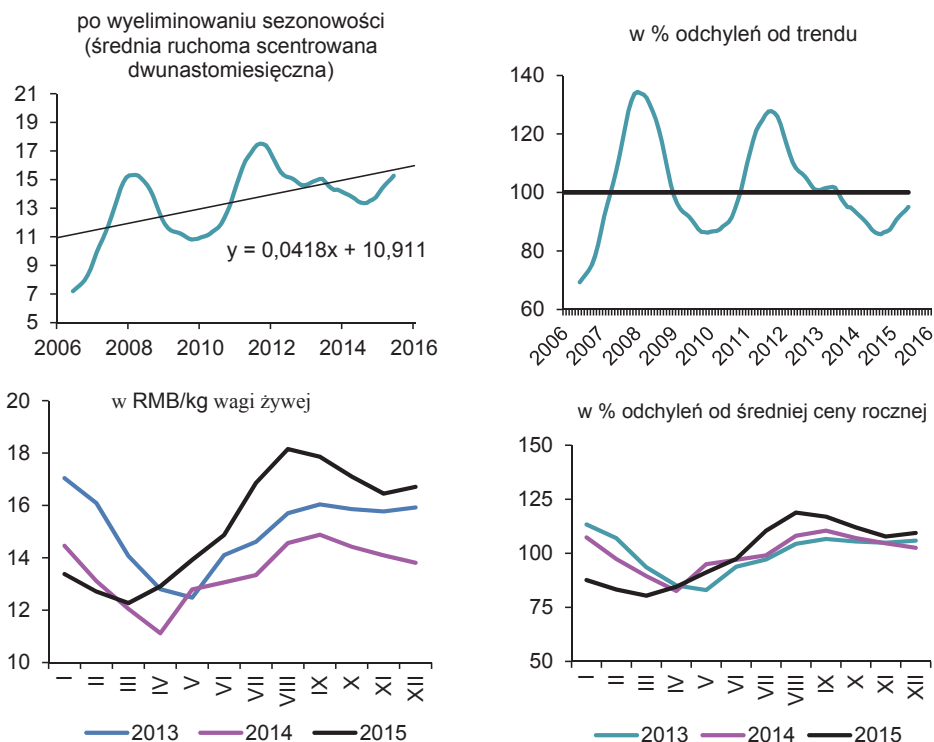 po wyeliminowaniu sezonowości
(średnia ruchoma scentrowana
dwunastomiesięczna)
21
19
17
15
13
11
9
7
5
y = 0,0418x + 10,911
2006 2008 2010 2012 2014 2016
w % odchyleń od trendu
140
120
100
80
60
2006 2007 2008 2009 2010 2011 2012 2013 2014 2015 2016
w RMB/kg wagi żywej
20
18
16
14
12
10
I II III IV V VI VII VIII IX X XI XII
2013 2014 2015
w % odchyleń od średniej ceny rocznej
150
125
100
75
50
I II III IV V VI VII VIII IX X XI XII
2013 2014 2015